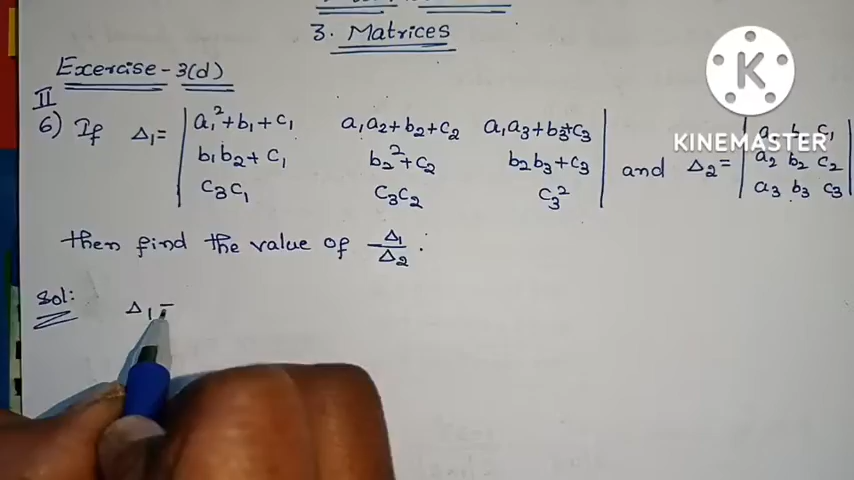 3. Matrices
Exercise-3(d)
II
6) If Δ₁= | a₁²+b₁+c₁ a₁a₂+b₂+c₂ a₁a₃+b₃+c₃ |
| b₁b₂+c₁ b₂²+c₂ b₂b₃+c₃ | and Δ₂= | a₂ b₂ c₂ |
| c₃c₁ c₃c₂ c₃² | | a₃ b₃ c₃ |
K
KINEMASTER
then find the value of Δ₁/Δ₂.
Sol: Δ₁=